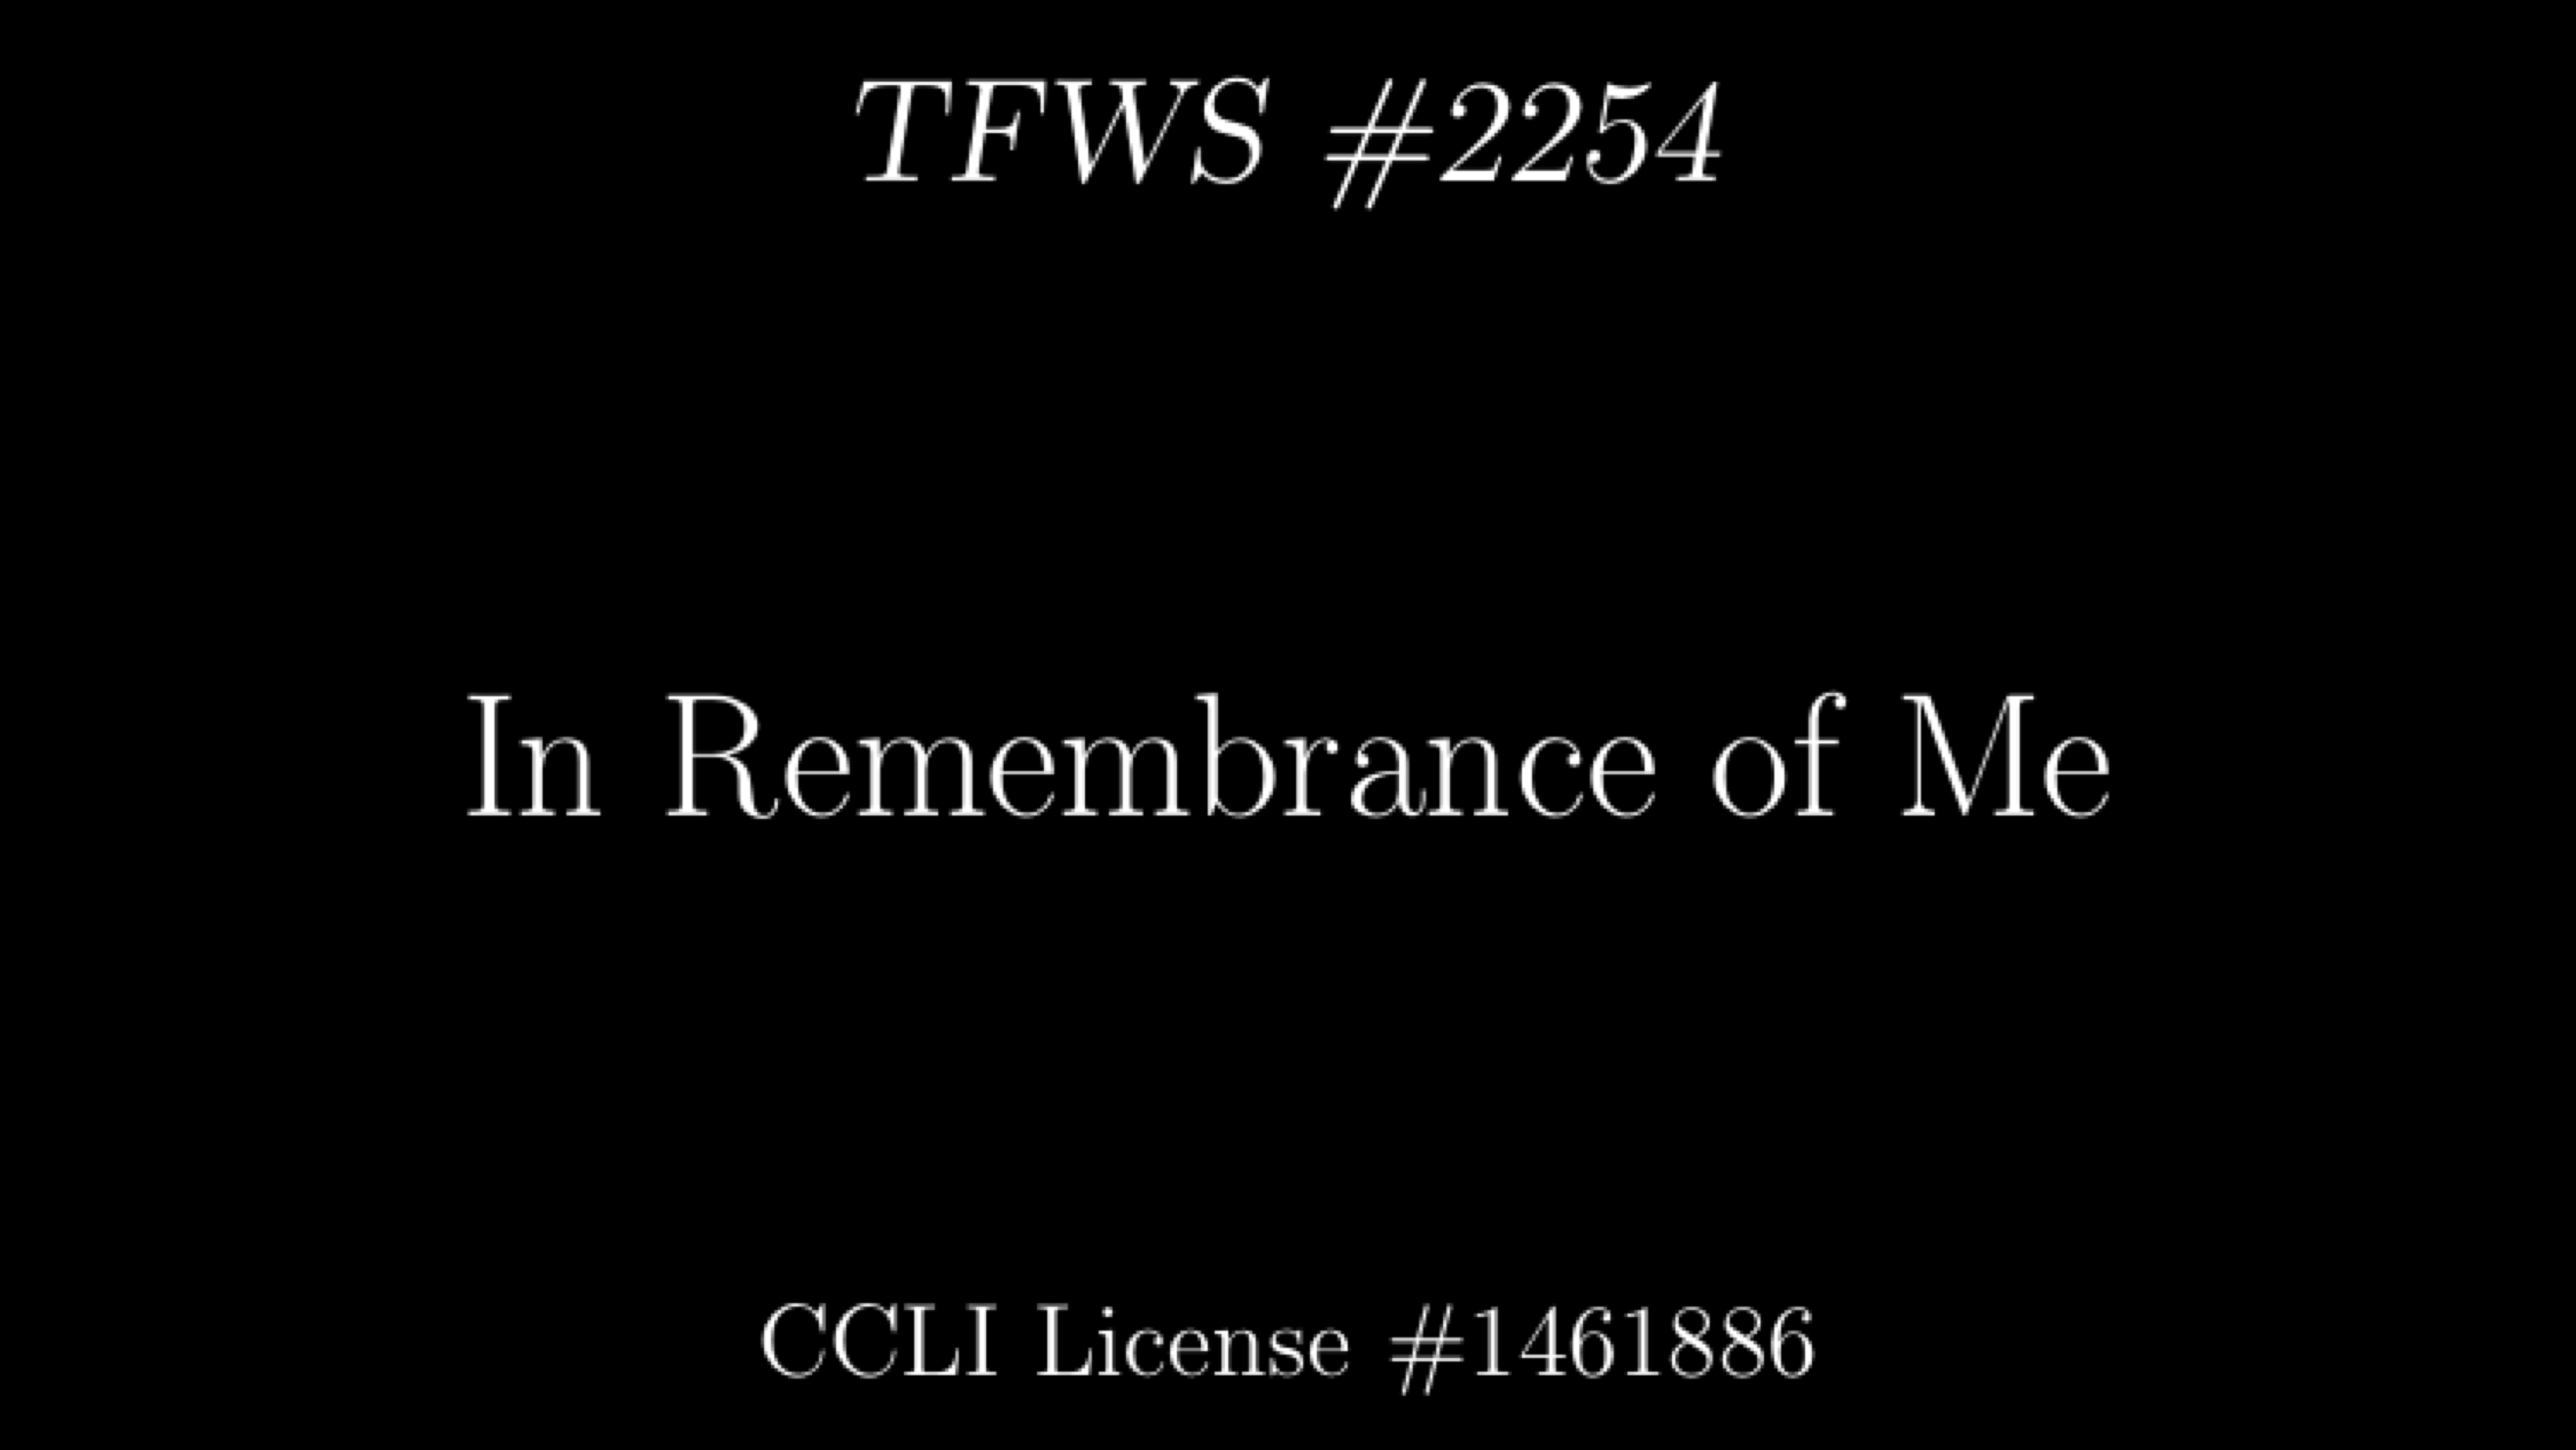 TFWS #2254
In Remembrance of Me
CCLI License #1461886